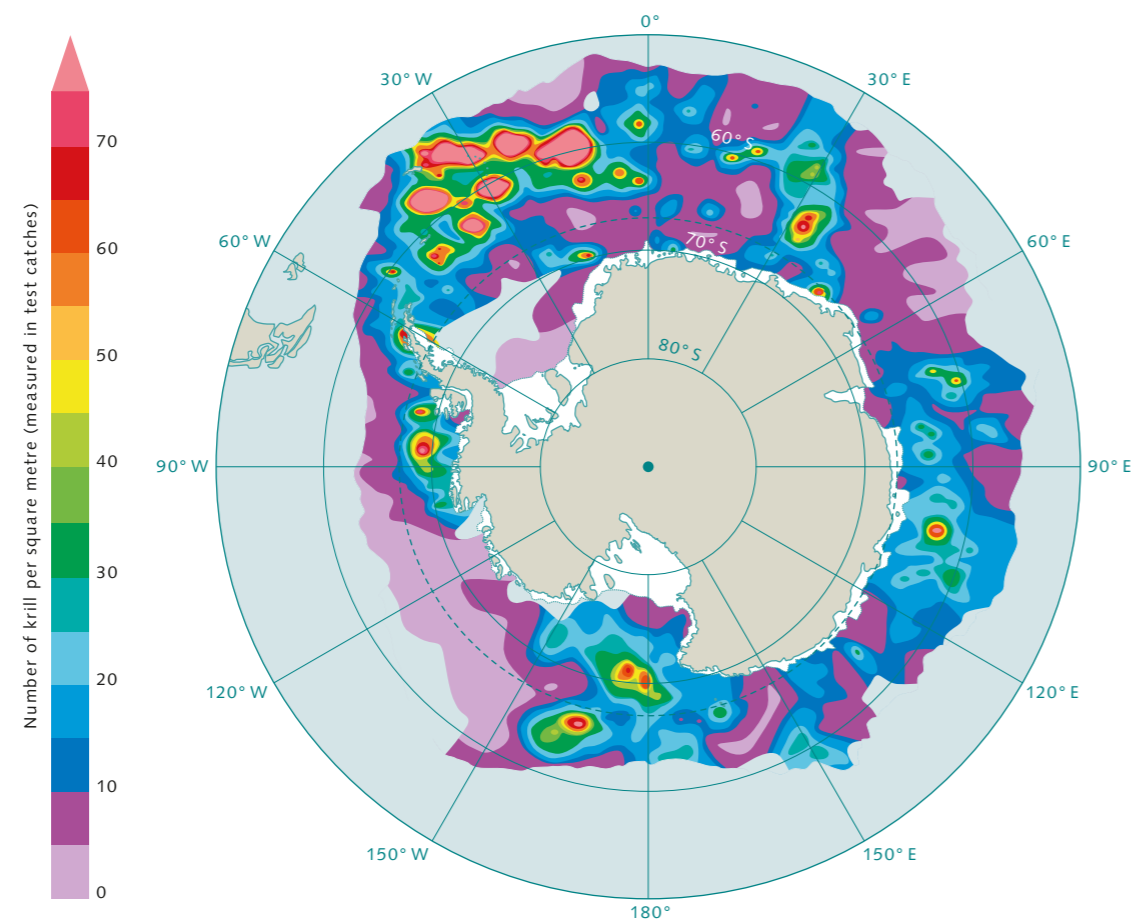 Number of krill per square metre (measured in test catches)
70
60
50
40
30
20
10
0
0°
30° W
30° E
60° S
60° W
60° E
70° S
80° S
90° W
90° E
120° W
120° E
150° W
150° E
180°